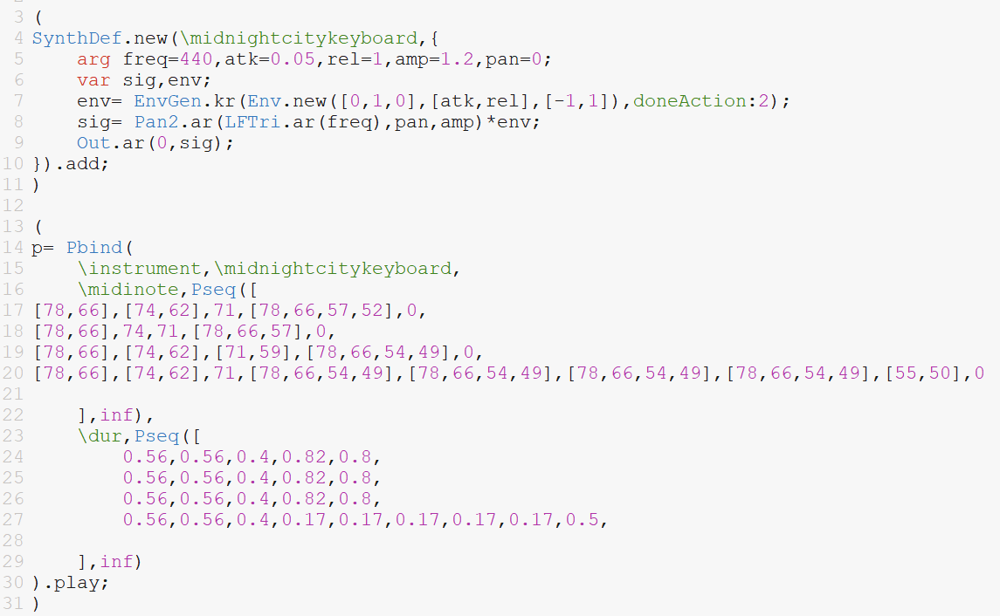 3 (
4 SynthDef.new(\midnightcitykeyboard,{
5     arg freq=440,atk=0.05,rel=1,amp=1.2,pan=0;
6     var sig,env;
7     env= EnvGen.kr(Env.new([0,1,0],[atk,rel],[-1,1]),doneAction:2);
8     sig= Pan2.ar(LFTri.ar(freq),pan,amp)*env;
9     Out.ar(0,sig);
10 }).add;
11 )
12
13 (
14 p= Pbind(
15     \instrument,\midnightcitykeyboard,
16     \midinote,Pseq([
17 [78,66],[74,62],71,[78,66,57,52],0,
18 [78,66],74,71,[78,66,57],0,
19 [78,66],[74,62],[71,59],[78,66,54,49],0,
20 [78,66],[74,62],71,[78,66,54,49],[78,66,54,49],[78,66,54,49],[78,66,54,49],[55,50],0
21
22     ],inf),
23     \dur,Pseq([
24         0.56,0.56,0.4,0.82,0.8,
25         0.56,0.56,0.4,0.82,0.8,
26         0.56,0.56,0.4,0.82,0.8,
27         0.56,0.56,0.4,0.17,0.17,0.17,0.17,0.17,0.5,
28
29     ],inf)
30 ).play;
31 )